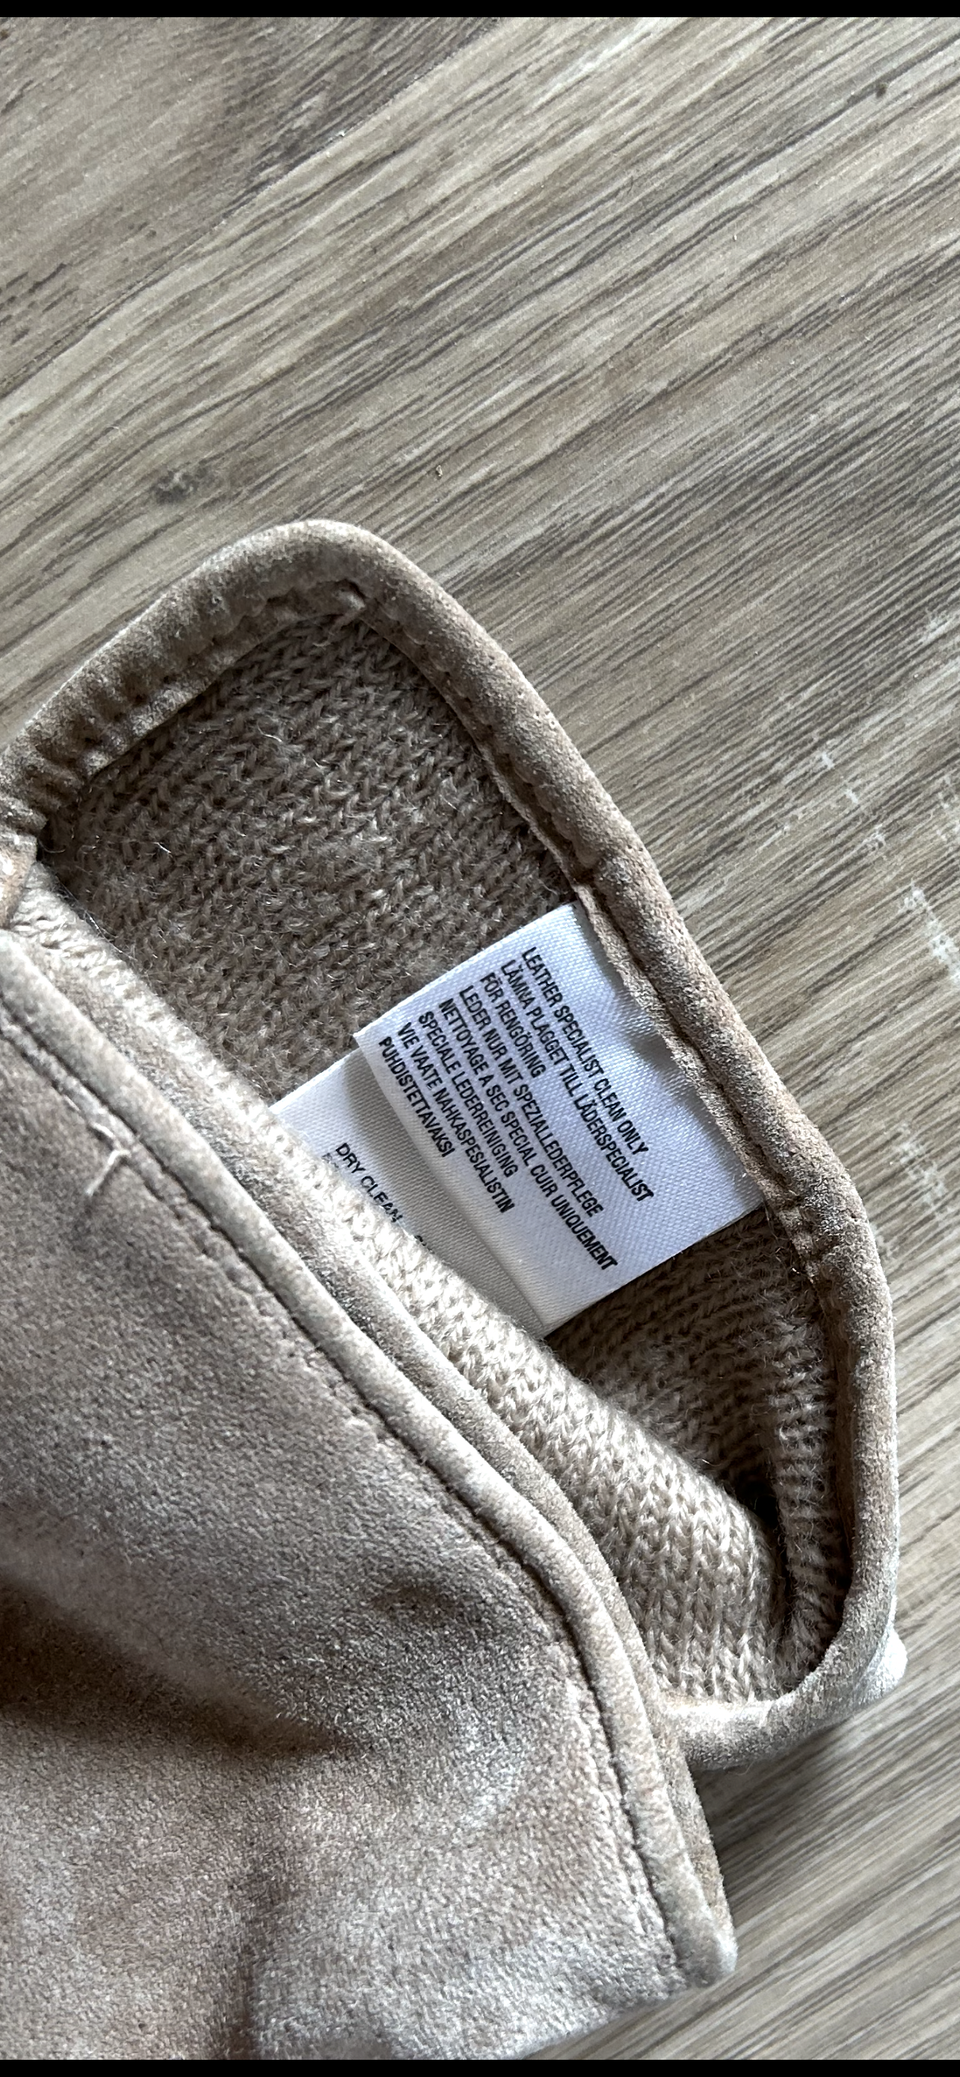 LEATHER SPECIALIST CLEAN ONLY
LÄMNA PLAGGET TILL LÄDERSPECIALIST
FÖR RENGÖRING
LEDER NUR MIT SPEZIALLEDERPFLEGE
NETTOYAGE A SEC SPECIAL CUIR UNIQUEMENT
SPECIALE LEDERREINIGING
VIE VAATE NAHKASPESIALISTIN
PUHDISTETTAVAKSI
DRY CLEAN